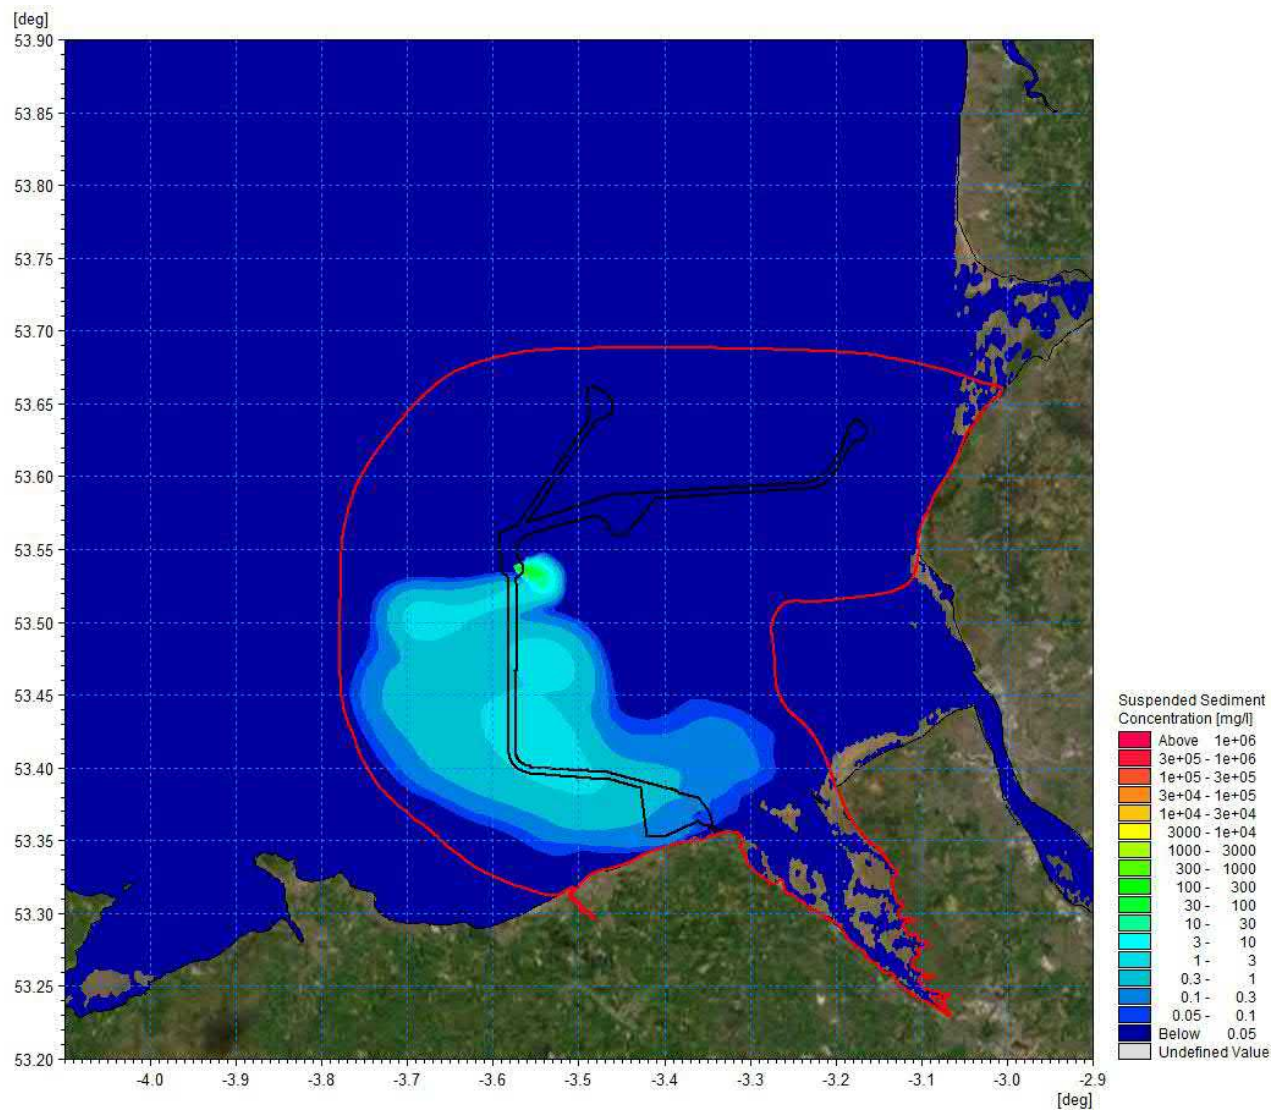 [deg]
53.90
53.85
53.80
53.75
53.70
53.65
53.60
53.55
53.50
53.45
53.40
53.35
53.30
53.25
53.20
-4.0 -3.9 -3.8 -3.7 -3.6 -3.5 -3.4 -3.3 -3.2 -3.1 -3.0 -2.9
[deg]
Suspended Sediment
Concentration [mg/l]
Above 1e+06
3e+05 - 1e+06
1e+05 - 3e+05
3e+04 - 1e+05
1e+04 - 3e+04
3000 - 1e+04
1000 - 3000
300 - 1000
100 - 300
30 - 100
10 - 30
3 - 10
1 - 3
0.3 - 1
0.1 - 0.3
0.05 - 0.1
Below 0.05
Undefined Value